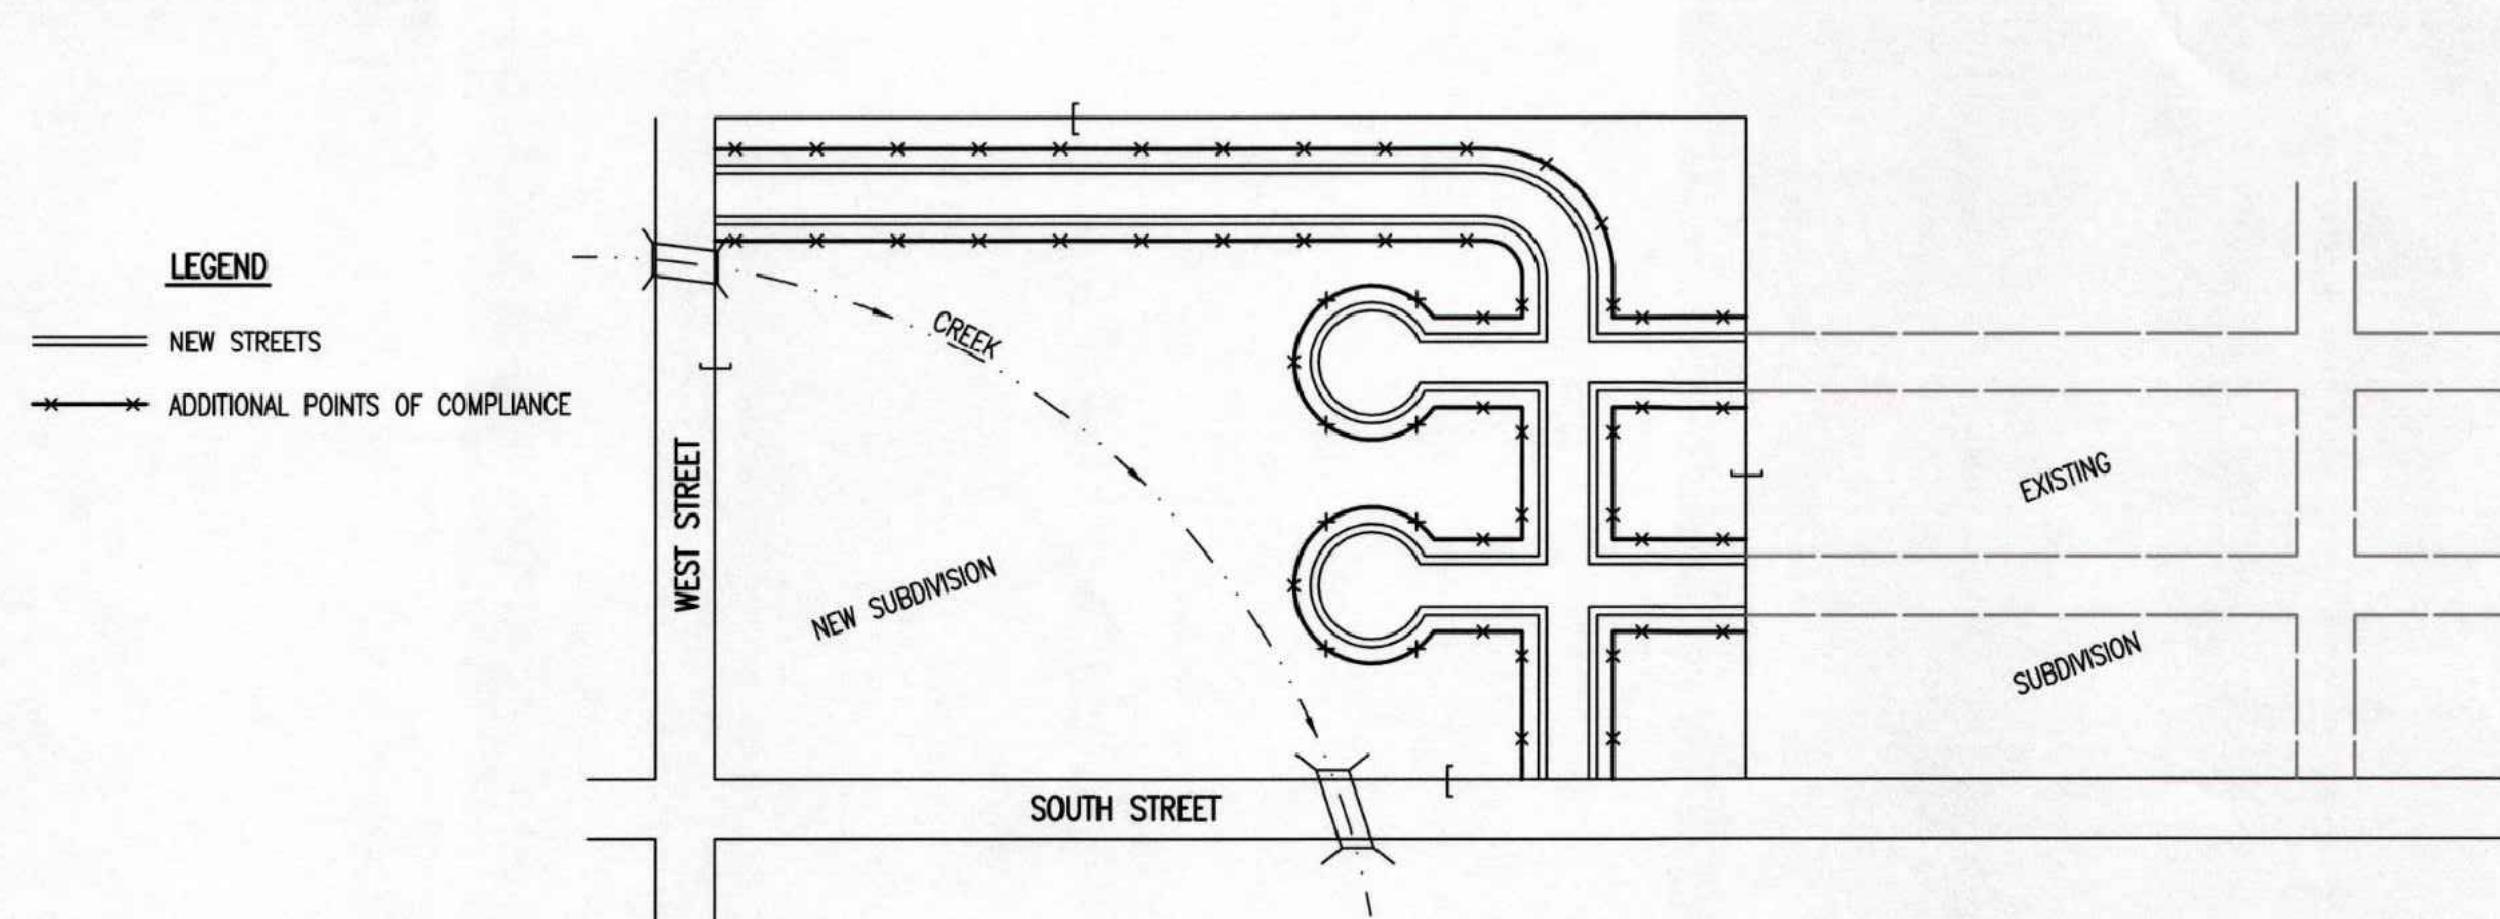 LEGEND
NEW STREETS
ADDITIONAL POINTS OF COMPLIANCE
CREEK
WEST STREET
NEW SUBDIVISION
EXISTING
SUBDIVISION
SOUTH STREET